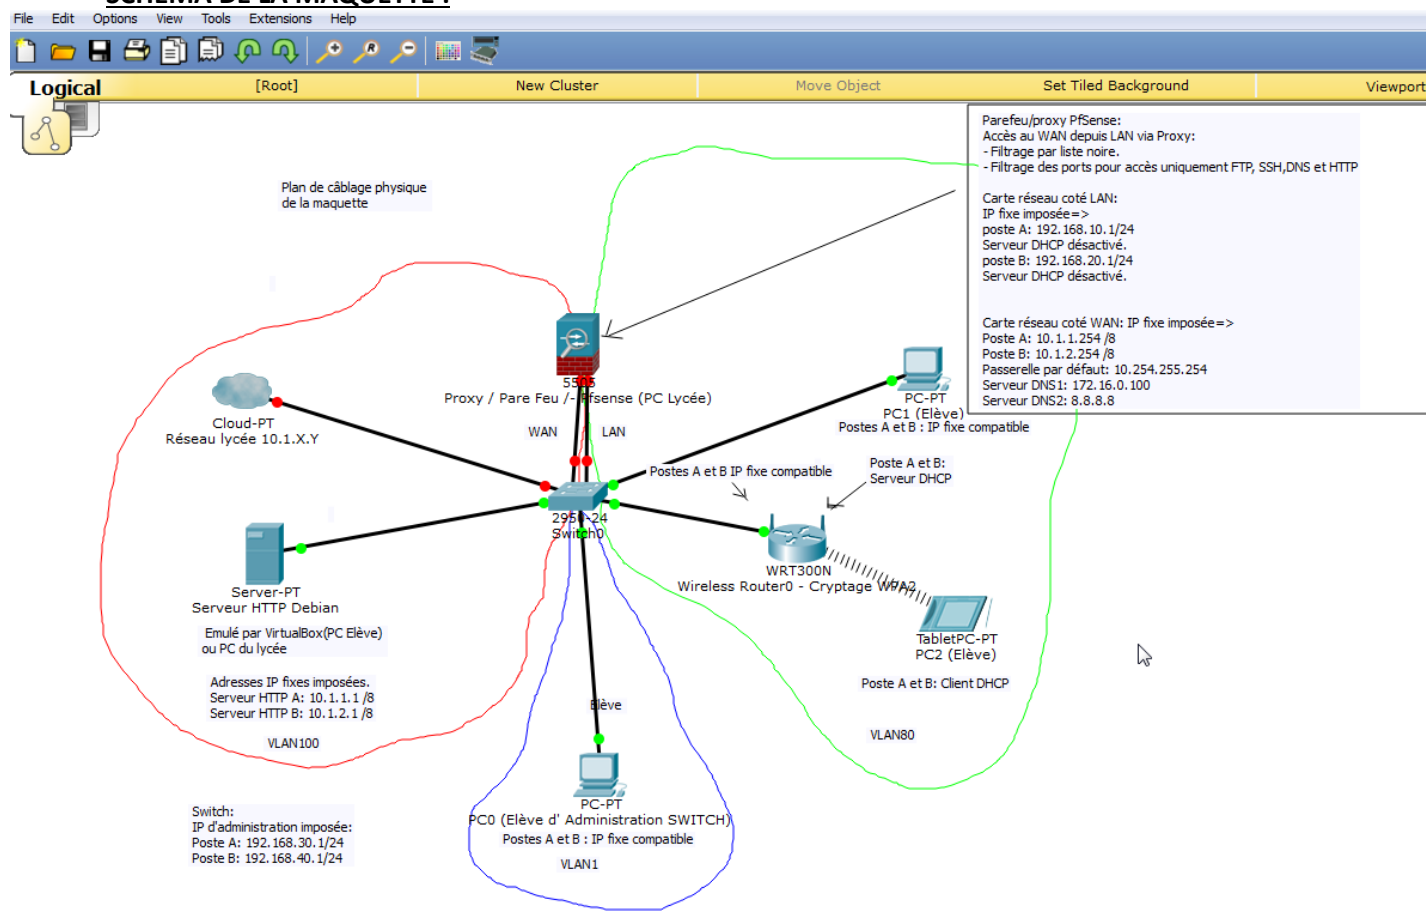 SCHEMA DE LA MAQUETTE :
File Edit Options View Tools Extensions Help
Logical [Root] New Cluster Move Object Set Tiled Background Viewport
Parefeu/proxy PfSense:
Accès au WAN depuis LAN via Proxy:
- Filtrage par liste noire.
- Filtrage des ports pour accès uniquement FTP, SSH,DNS et HTTP
Carte réseau coté LAN:
IP fixe imposée=>
poste A: 192.168.10.1/24
Serveur DHCP désactivé.
poste B: 192.168.20.1/24
Serveur DHCP désactivé.
Carte réseau coté WAN: IP fixe imposée=>
Poste A: 10.1.1.254 /8
Poste B: 10.1.2.254 /8
Passerelle par défaut: 10.254.255.254
Serveur DNS1: 172.16.0.100
Serveur DNS2: 8.8.8.8
Plan de câblage physique
de la maquette
5505
Proxy / Pare Feu /- Pfsense (PC Lycée)
WAN LAN
Cloud-PT
Réseau lycée 10.1.X.Y
PC-PT
PC1 (Elève)
Postes A et B : IP fixe compatible
Postes A et B IP fixe compatible
Poste A et B:
Serveur DHCP
2950-24
Switch0
WRT300N
Wireless Router0 - Cryptage WPA2
Server-PT
Serveur HTTP Debian
Emulé par VirtualBox(PC Elève)
ou PC du lycée
Adresses IP fixes imposées.
Serveur HTTP A: 10.1.1.1 /8
Serveur HTTP B: 10.1.2.1 /8
VLAN100
TabletPC-PT
PC2 (Elève)
Poste A et B: Client DHCP
VLAN80
Elève
PC-PT
PC0 (Elève d' Administration SWITCH)
Postes A et B : IP fixe compatible
VLAN1
Switch:
IP d'administration imposée:
Poste A: 192.168.30.1/24
Poste B: 192.168.40.1/24